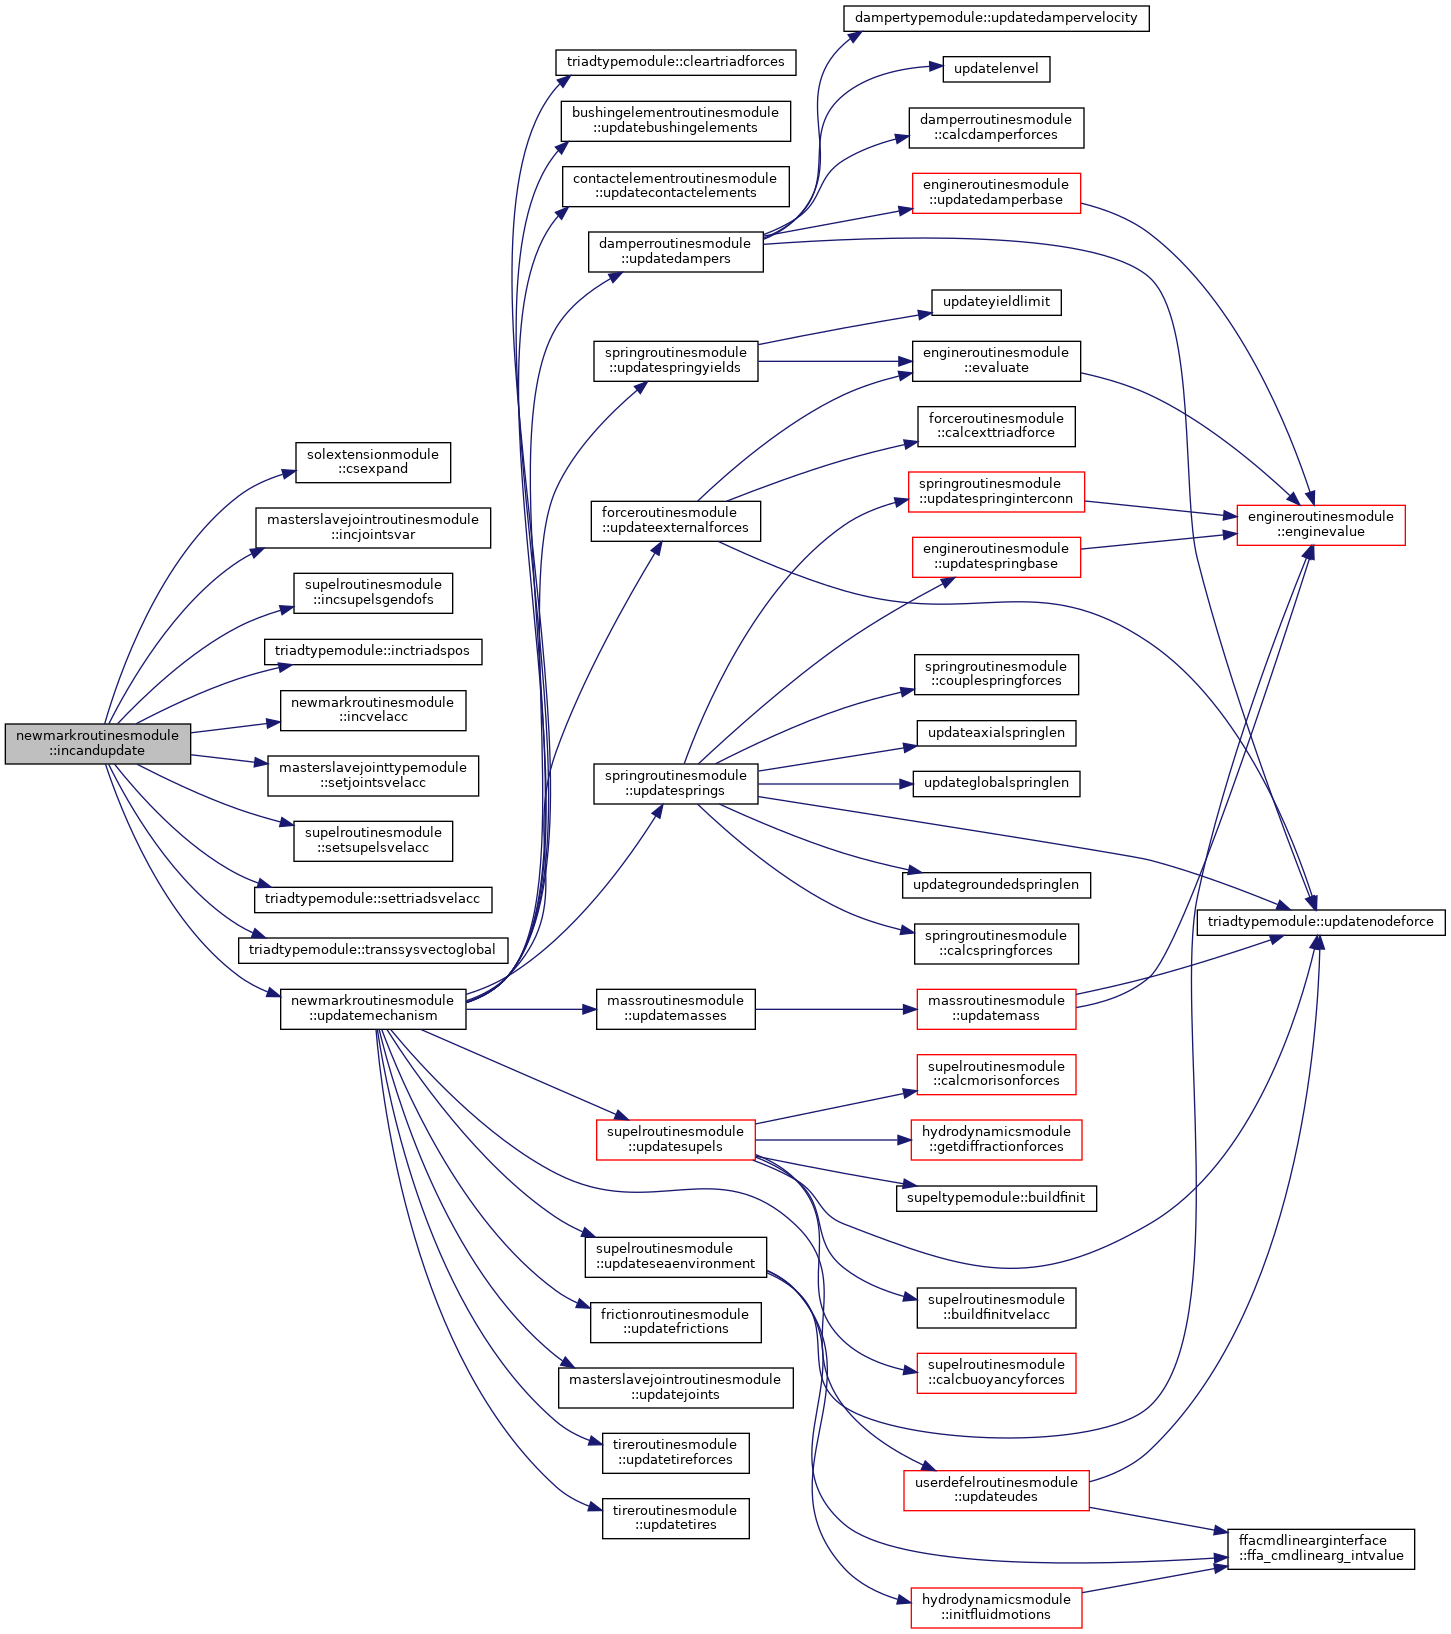 newmarkroutinesmodule
::incandupdate
solextensionmodule
::csexpand
masterslavejointroutinesmodule
::incjointsvar
supelroutinesmodule
::incsupelsgendofs
triadtypemodule::inctriadspos
newmarkroutinesmodule
::incvelacc
masterslavejointtypemodule
::setjointsvelacc
supelroutinesmodule
::setsupelsvelacc
triadtypemodule::settriadsvelacc
triadtypemodule::transsysvectoglobal
newmarkroutinesmodule
::updatemechanism
triadtypemodule::cleartriadforces
bushingelementroutinesmodule
::updatebushingelements
contactelementroutinesmodule
::updatecontactelements
damperroutinesmodule
::updatedampers
springroutinesmodule
::updatespringyields
forceroutinesmodule
::updateexternalforces
springroutinesmodule
::updatesprings
massroutinesmodule
::updatemasses
supelroutinesmodule
::updatesupels
supelroutinesmodule
::updateseaenvironment
frictionroutinesmodule
::updatefrictions
masterslavejointroutinesmodule
::updatejoints
tireroutinesmodule
::updatetireforces
tireroutinesmodule
::updatetires
dampertypemodule::updatedampervelocity
updatelenvel
damperroutinesmodule
::calcdamperforces
engineroutinesmodule
::updatedamperbase
updateyieldlimit
engineroutinesmodule
::evaluate
forceroutinesmodule
::calcexttriadforce
springroutinesmodule
::updatespringinterconn
engineroutinesmodule
::updatespringbase
springroutinesmodule
::couplespringforces
updateaxialspringlen
updateglobalspringlen
updategroundedspringlen
springroutinesmodule
::calcspringforces
massroutinesmodule
::updatemass
supelroutinesmodule
::calcmorisonforces
hydrodynamicsmodule
::getdiffractionforces
supeltypemodule::buildfinit
supelroutinesmodule
::buildfinitvelacc
supelroutinesmodule
::calcbuoyancyforces
userdefelroutinesmodule
::updateudes
hydrodynamicsmodule
::initfluidmotions
engineroutinesmodule
::enginevalue
triadtypemodule::updatenodeforce
ffacmdlinearginterface
::ffa_cmdlinearg_intvalue